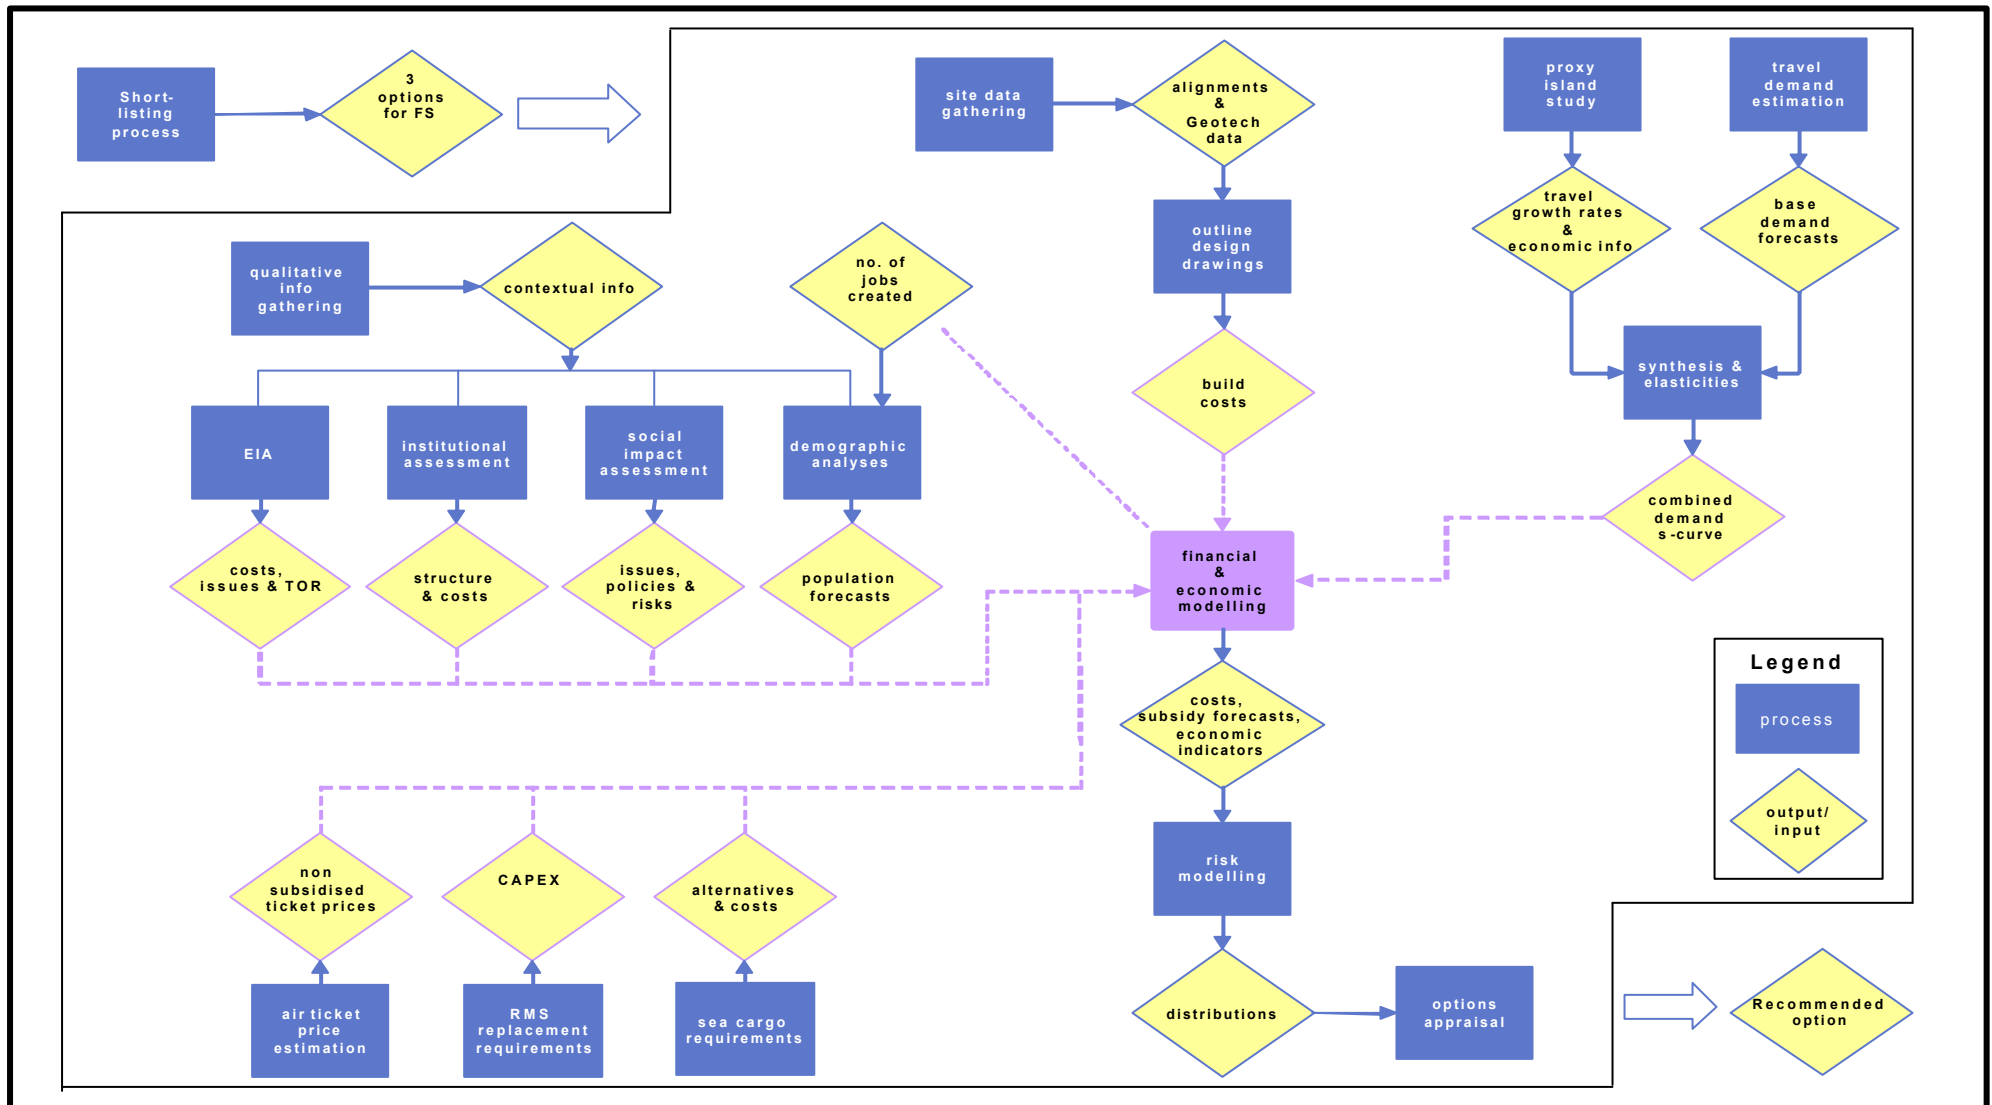 Short-
listing
process
3
options
for FS
site data
gathering
alignments
&
Geotech
data
proxy
island
study
travel
demand
estimation
qualitative
info
gathering
contextual info
no. of
jobs
created
outline
design
drawings
travel
growth rates
&
economic info
base
demand
forecasts
build
costs
synthesis &
elasticities
EIA
institutional
assessment
social
impact
assessment
demographic
analyses
combined
demand
s-curve
costs,
issues & TOR
structure
& costs
issues,
policies &
risks
population
forecasts
financial
&
economic
modelling
costs,
subsidy forecasts,
economic
indicators
Legend
process
output/
input
non
subsidised
ticket prices
CAPEX
alternatives
& costs
risk
modelling
air ticket
price
estimation
RMS
replacement
requirements
sea cargo
requirements
distributions
options
appraisal
Recommended
option